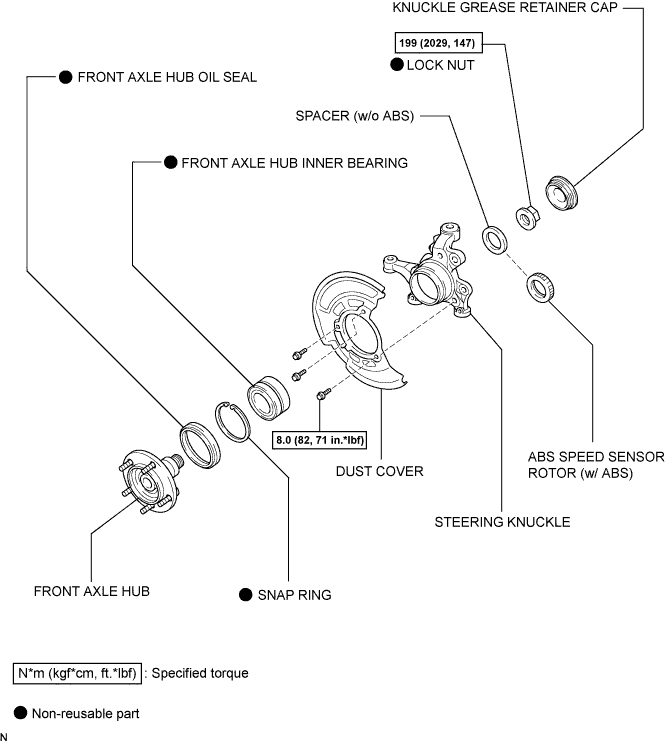 KNUCKLE GREASE RETAINER CAP
199 (2029, 147)
LOCK NUT
FRONT AXLE HUB OIL SEAL
SPACER (w/o ABS)
FRONT AXLE HUB INNER BEARING
8.0 (82, 71 in.*lbf)
DUST COVER
ABS SPEED SENSOR
ROTOR (w/ ABS)
STEERING KNUCKLE
FRONT AXLE HUB
SNAP RING
N*m (kgf*cm, ft.*lbf) : Specified torque
Non-reusable part
N